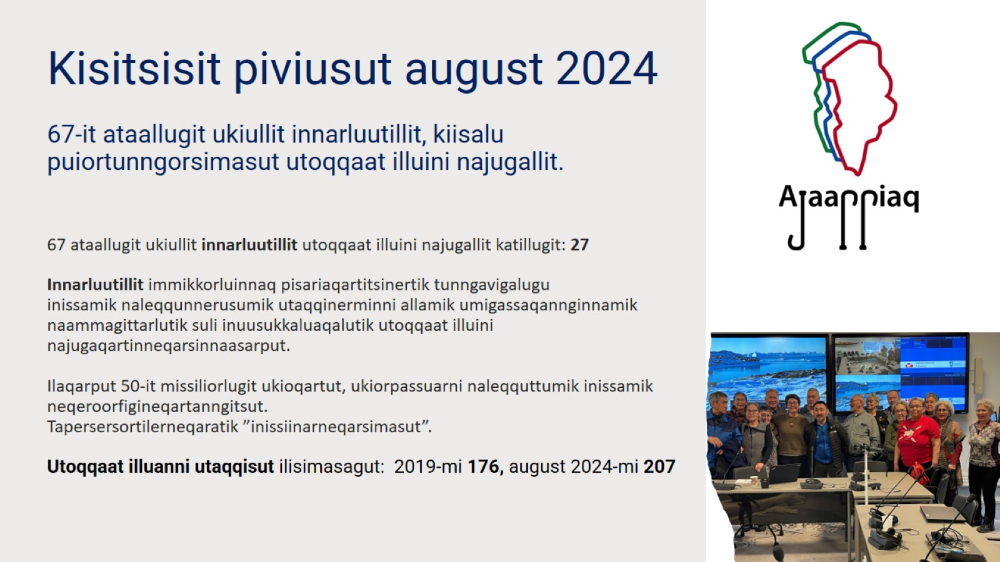 Kisitsisit piviusut august 2024
67-it ataallugit ukiullit innarluutillit, kiisalu
puiortunngorsimasut utoqqaat illuini najugallit.
67 ataallugit ukiullit innarluutillit utoqqaat illuini najugallit katillugit: 27
Innarluutillit immikkorluinnaq pisariaqartitsinertik tunngavigalugu
inissamik naleqqunnerusumik utaqqinerminni allamik umigassaqannginnamik
naammagittarlutik suli inuusukkaluaqalutik utoqqaat illuini
najugaqartinneqarsinnaasarput.
Ilaqarput 50-it missiliorlugit ukioqartut, ukiorpassuarni naleqquttumik inissamik
neqeroorfigineqartanngitsut.
Tapersersortilerneqaratik ”inissiinarneqarsimasut”.
Utoqqaat illuanni utaqqisut ilisimasagut: 2019-mi 176, august 2024-mi 207
Ajaappiaq